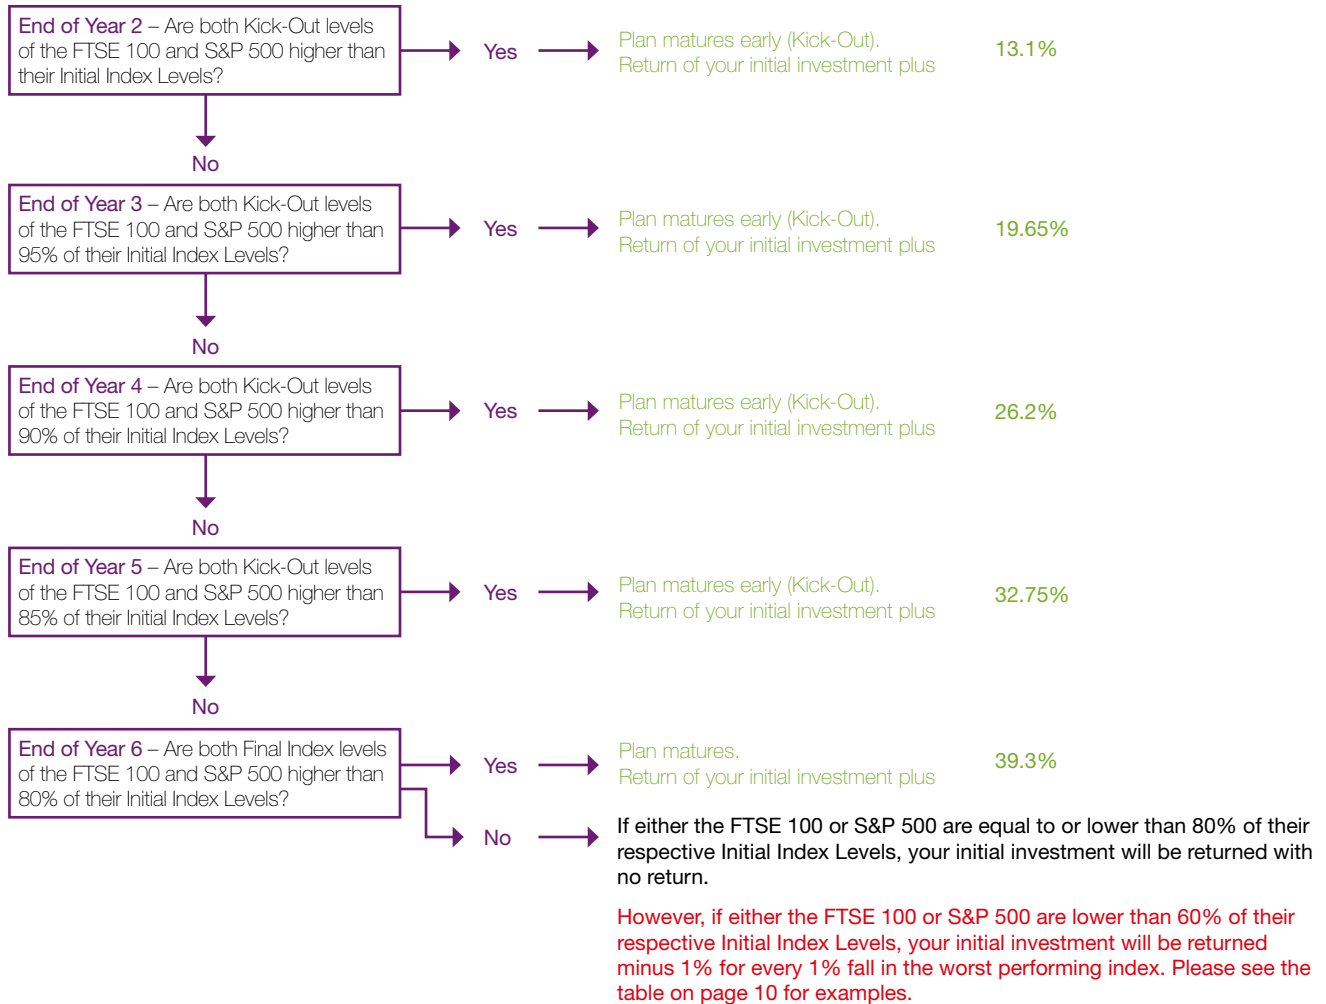 End of Year 2 – Are both Kick-Out levels
of the FTSE 100 and S&P 500 higher than
their Initial Index Levels?
Yes
Plan matures early (Kick-Out).
Return of your initial investment plus
13.1%
No
End of Year 3 – Are both Kick-Out levels
of the FTSE 100 and S&P 500 higher than
95% of their Initial Index Levels?
Yes
Plan matures early (Kick-Out).
Return of your initial investment plus
19.65%
No
End of Year 4 – Are both Kick-Out levels
of the FTSE 100 and S&P 500 higher than
90% of their Initial Index Levels?
Yes
Plan matures early (Kick-Out).
Return of your initial investment plus
26.2%
No
End of Year 5 – Are both Kick-Out levels
of the FTSE 100 and S&P 500 higher than
85% of their Initial Index Levels?
Yes
Plan matures early (Kick-Out).
Return of your initial investment plus
32.75%
No
End of Year 6 – Are both Final Index levels
of the FTSE 100 and S&P 500 higher than
80% of their Initial Index Levels?
Yes
Plan matures.
Return of your initial investment plus
39.3%
No
If either the FTSE 100 or S&P 500 are equal to or lower than 80% of their
respective Initial Index Levels, your initial investment will be returned with
no return.
However, if either the FTSE 100 or S&P 500 are lower than 60% of their
respective Initial Index Levels, your initial investment will be returned
minus 1% for every 1% fall in the worst performing index. Please see the
table on page 10 for examples.